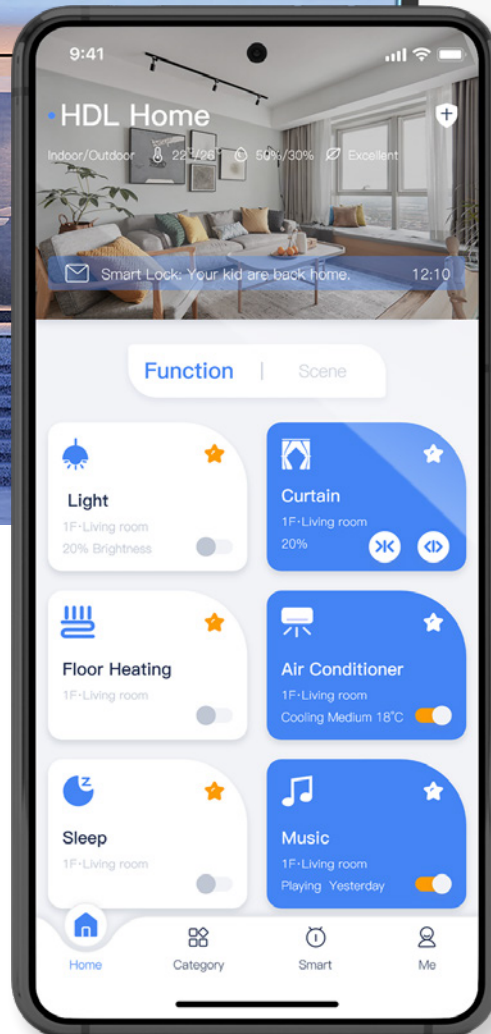 9:41
HDL Home
Indoor/Outdoor 22°/26° 50%/30% Excellent
Smart Lock: Your kid are back home. 12:10
Function | Scene
Light
1F·Living room
20% Brightness
Curtain
1F·Living room
20%
Floor Heating
1F·Living room
Air Conditioner
1F·Living room
Cooling Medium 18°C
Z
Sleep
1F·Living room
Music
1F·Living room
Playing Yesterday
Home Category Smart Me